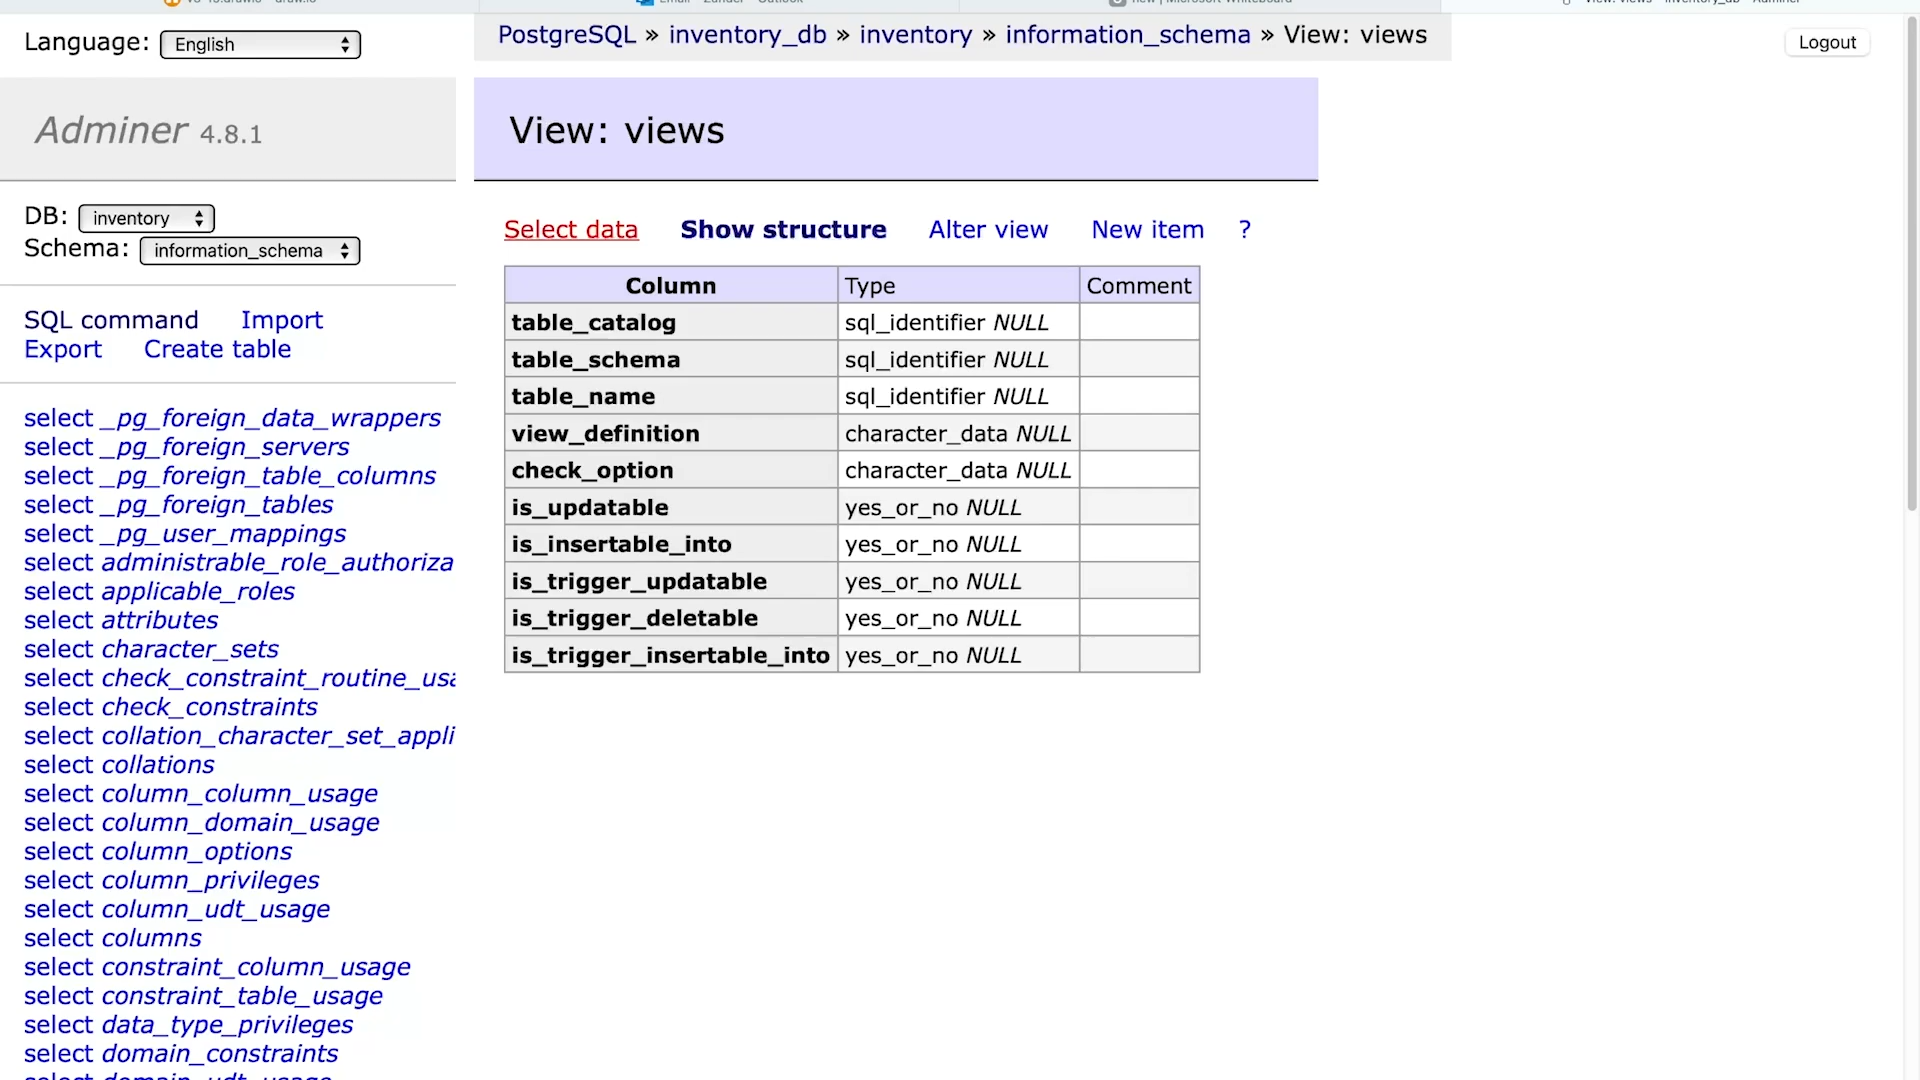 Language: English
PostgreSQL » inventory_db » inventory » information_schema » View: views
Logout
Adminer 4.8.1
View: views
DB: inventory
Schema: information_schema
SQL command Import
Export Create table
Select data Show structure Alter view New item ?
Column Type Comment
table_catalog sql_identifier NULL
table_schema sql_identifier NULL
table_name sql_identifier NULL
view_definition character_data NULL
check_option character_data NULL
is_updatable yes_or_no NULL
is_insertable_into yes_or_no NULL
is_trigger_updatable yes_or_no NULL
is_trigger_deletable yes_or_no NULL
is_trigger_insertable_into yes_or_no NULL
select _pg_foreign_data_wrappers
select _pg_foreign_servers
select _pg_foreign_table_columns
select _pg_foreign_tables
select _pg_user_mappings
select administrable_role_authoriza
select applicable_roles
select attributes
select character_sets
select check_constraint_routine_usa
select check_constraints
select collation_character_set_appli
select collations
select column_column_usage
select column_domain_usage
select column_options
select column_privileges
select column_udt_usage
select columns
select constraint_column_usage
select constraint_table_usage
select data_type_privileges
select domain_constraints